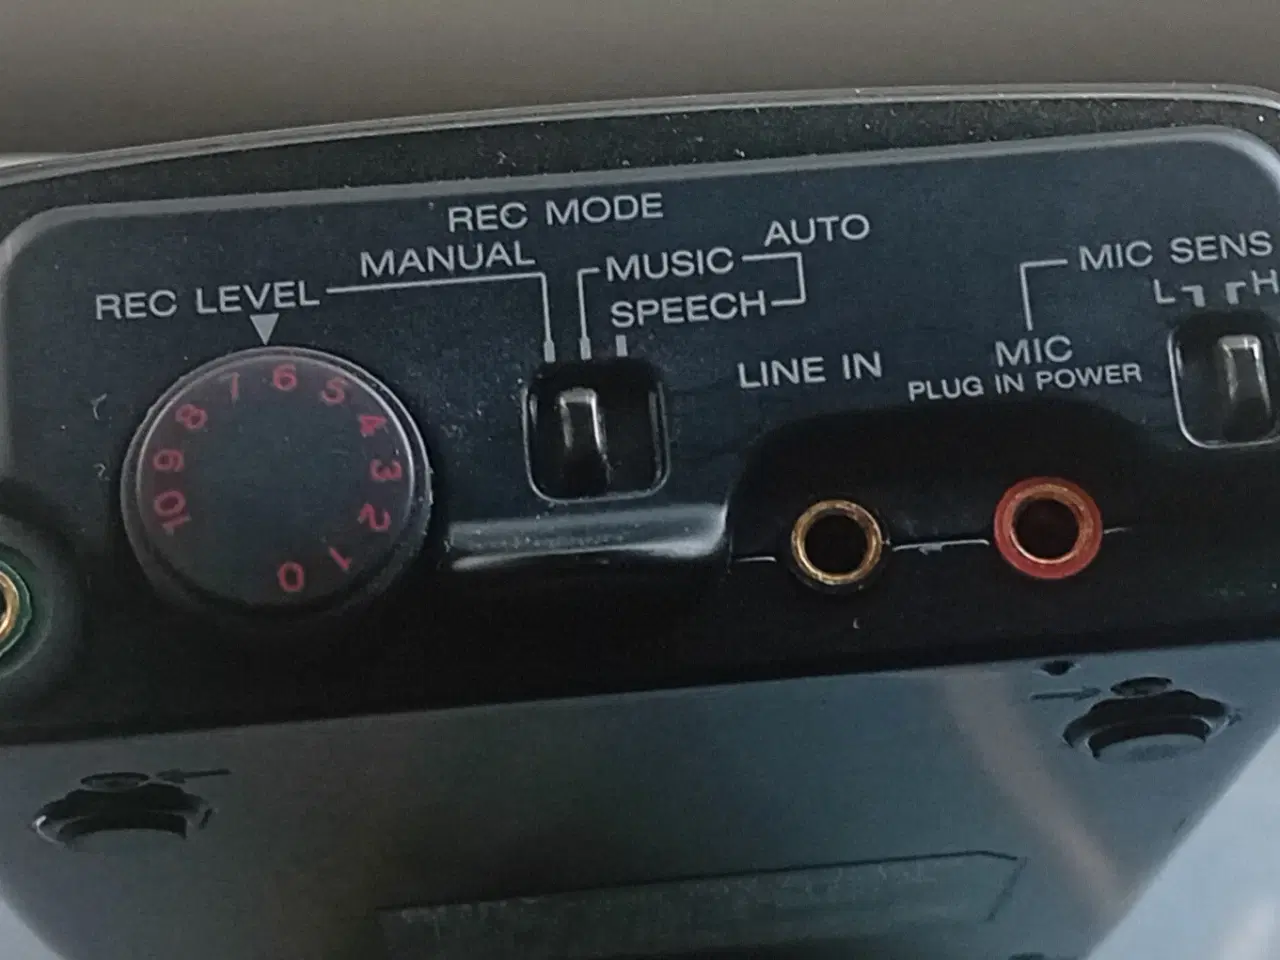 REC MODE
MANUAL
MUSIC
AUTO
SPEECH
REC LEVEL
7 6 5
8 4
9 3
10 2
0 1
LINE IN
MIC
PLUG IN POWER
MIC SENS
L H